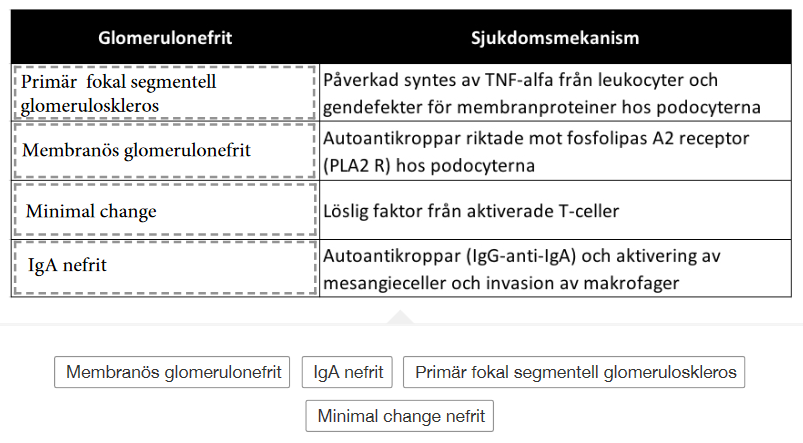 Glomerulonefrit Sjukdomsmekanism
Primär fokal segmentell
glomeruloskleros
Påverkad syntes av TNF-alfa från leukocyter och
gendefekter för membranproteiner hos podocyterna
Membranös glomerulonefrit
Autoantikroppar riktade mot fosfolipas A2 receptor
(PLA2 R) hos podocyterna
Minimal change
Löslig faktor från aktiverade T-celler
IgA nefrit
Autoantikroppar (IgG-anti-IgA) och aktivering av
mesangieceller och invasion av makrofager
Membranös glomerulonefrit IgA nefrit Primär fokal segmentell glomeruloskleros
Minimal change nefrit